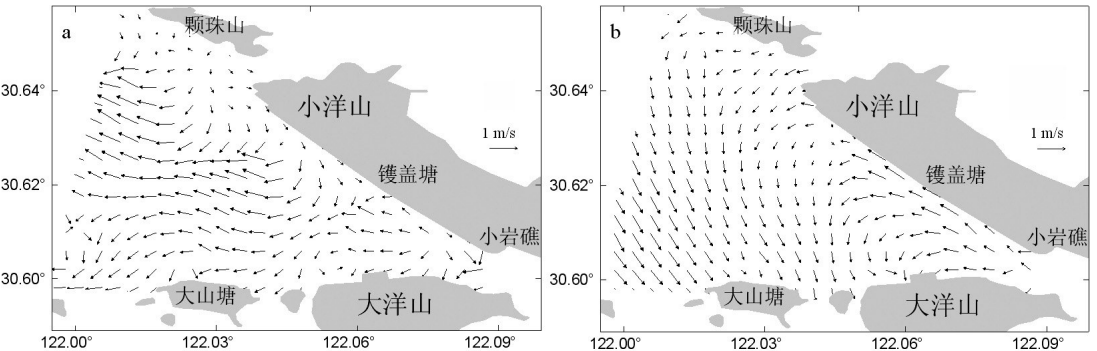 a
颗珠山
30.64°
小洋山
1 m/s
30.62°
镬盖塘
小岩礁
30.60°
大山塘
大洋山
122.00°
122.03°
122.06°
122.09°
b
颗珠山
30.64°
小洋山
1 m/s
30.62°
镬盖塘
小岩礁
30.60°
大山塘
大洋山
122.00°
122.03°
122.06°
122.09°